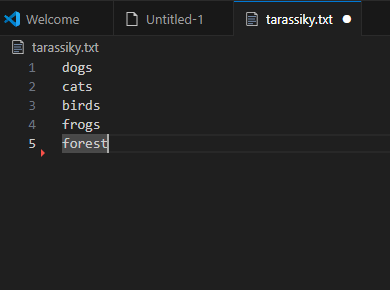 Welcome
Untitled-1
tarassiky.txt
tarassiky.txt
1 dogs
2 cats
3 birds
4 frogs
5 forest